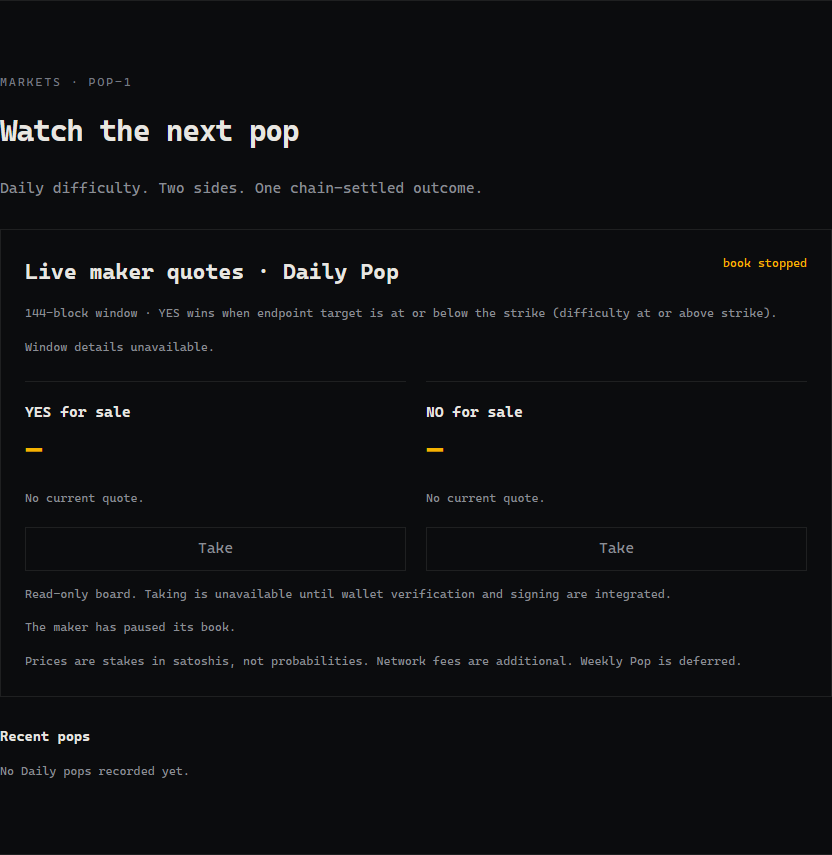 MARKETS · POP-1
Watch the next pop
Daily difficulty. Two sides. One chain-settled outcome.
Live maker quotes · Daily Pop
book stopped
144-block window · YES wins when endpoint target is at or below the strike (difficulty at or above strike).
Window details unavailable.
YES for sale
—
No current quote.
Take
NO for sale
—
No current quote.
Take
Read-only board. Taking is unavailable until wallet verification and signing are integrated.
The maker has paused its book.
Prices are stakes in satoshis, not probabilities. Network fees are additional. Weekly Pop is deferred.
Recent pops
No Daily pops recorded yet.